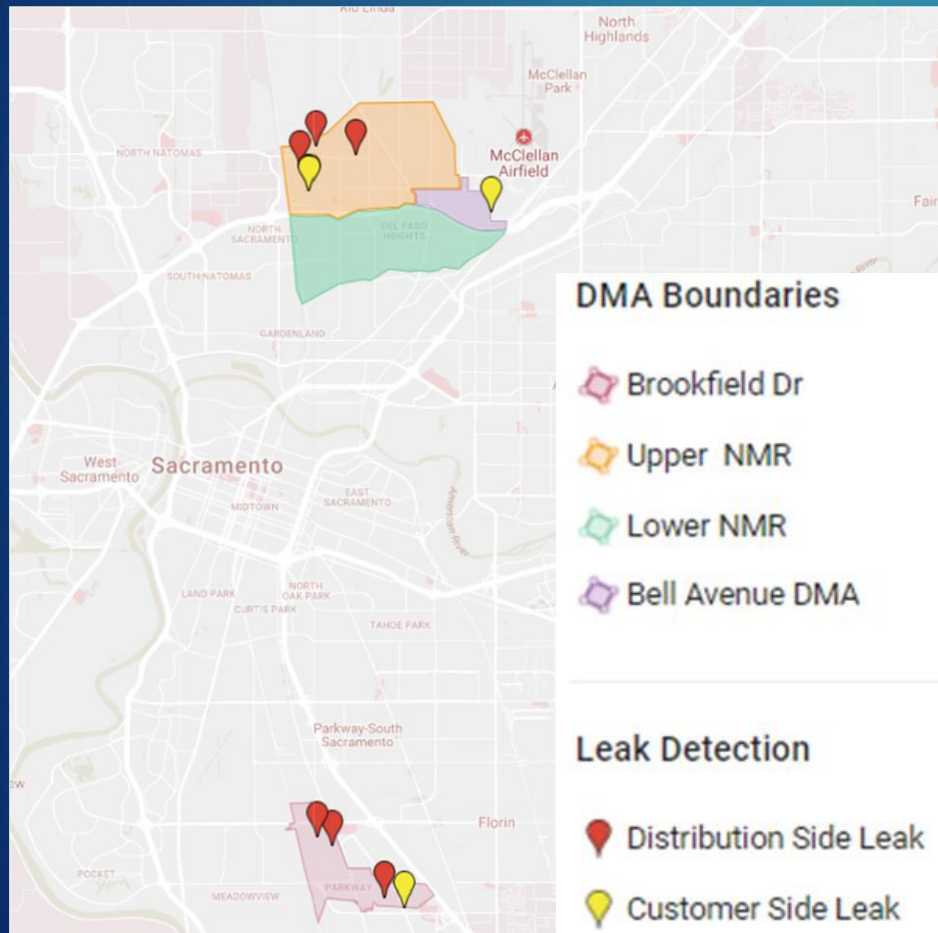 Rio Linda
North
Highlands
McClellan
Park
NORTH NATOMAS
McClellan
Airfield
Fair
NORTH
SACRAMENTO
DEL PASO
HEIGHTS
SOUTH NATOMAS
GARDENLAND
West
Sacramento
Sacramento
MIDTOWN
EAST
SACRAMENTO
American River
LAND PARK
NORTH
OAK PARK
CURTIS PARK
TAHOE PARK
Parkway-South
Sacramento
Florin
POCKET
MEADOWVIEW
PARKWAY
DMA Boundaries
Brookfield Dr
Upper NMR
Lower NMR
Bell Avenue DMA
Leak Detection
Distribution Side Leak
Customer Side Leak